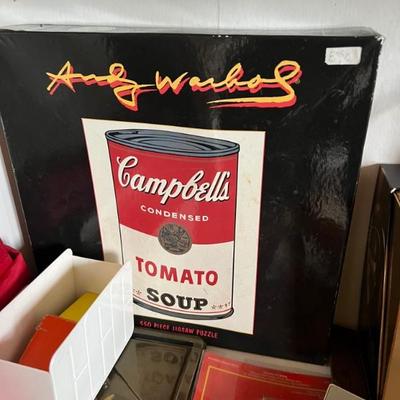 Andy Warhol
Campbell's
CONDENSED
TOMATO
SOUP
550 PIECE JIGSAW PUZZLE